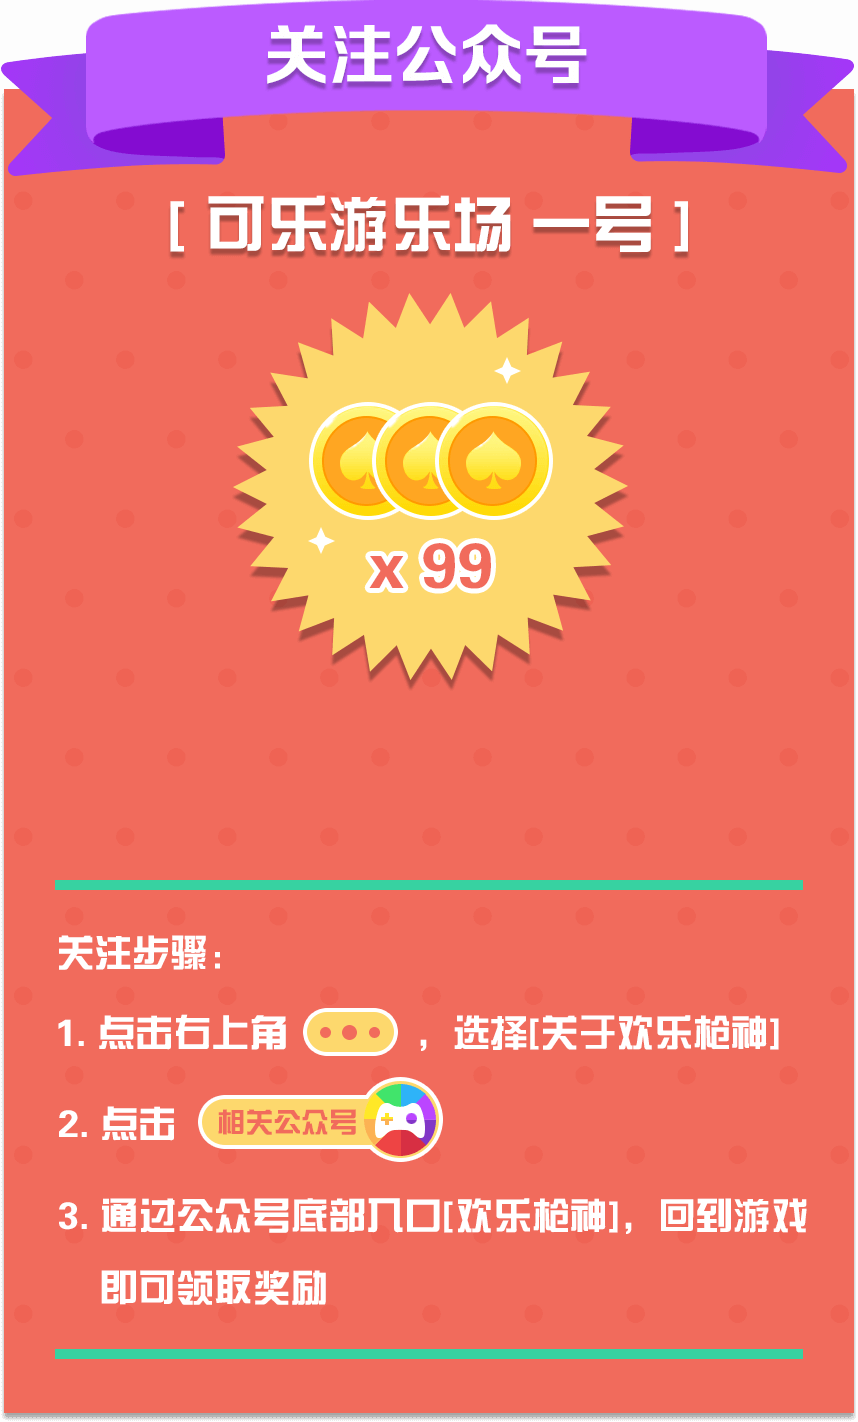 关注公众号
[ 可乐游乐场 一号 ]
x 99
关注步骤:
1. 点击右上角 ，选择[关于欢乐枪神]
2. 点击 相关公众号
3. 通过公众号底部入口[欢乐枪神]，回到游戏
即可领取奖励